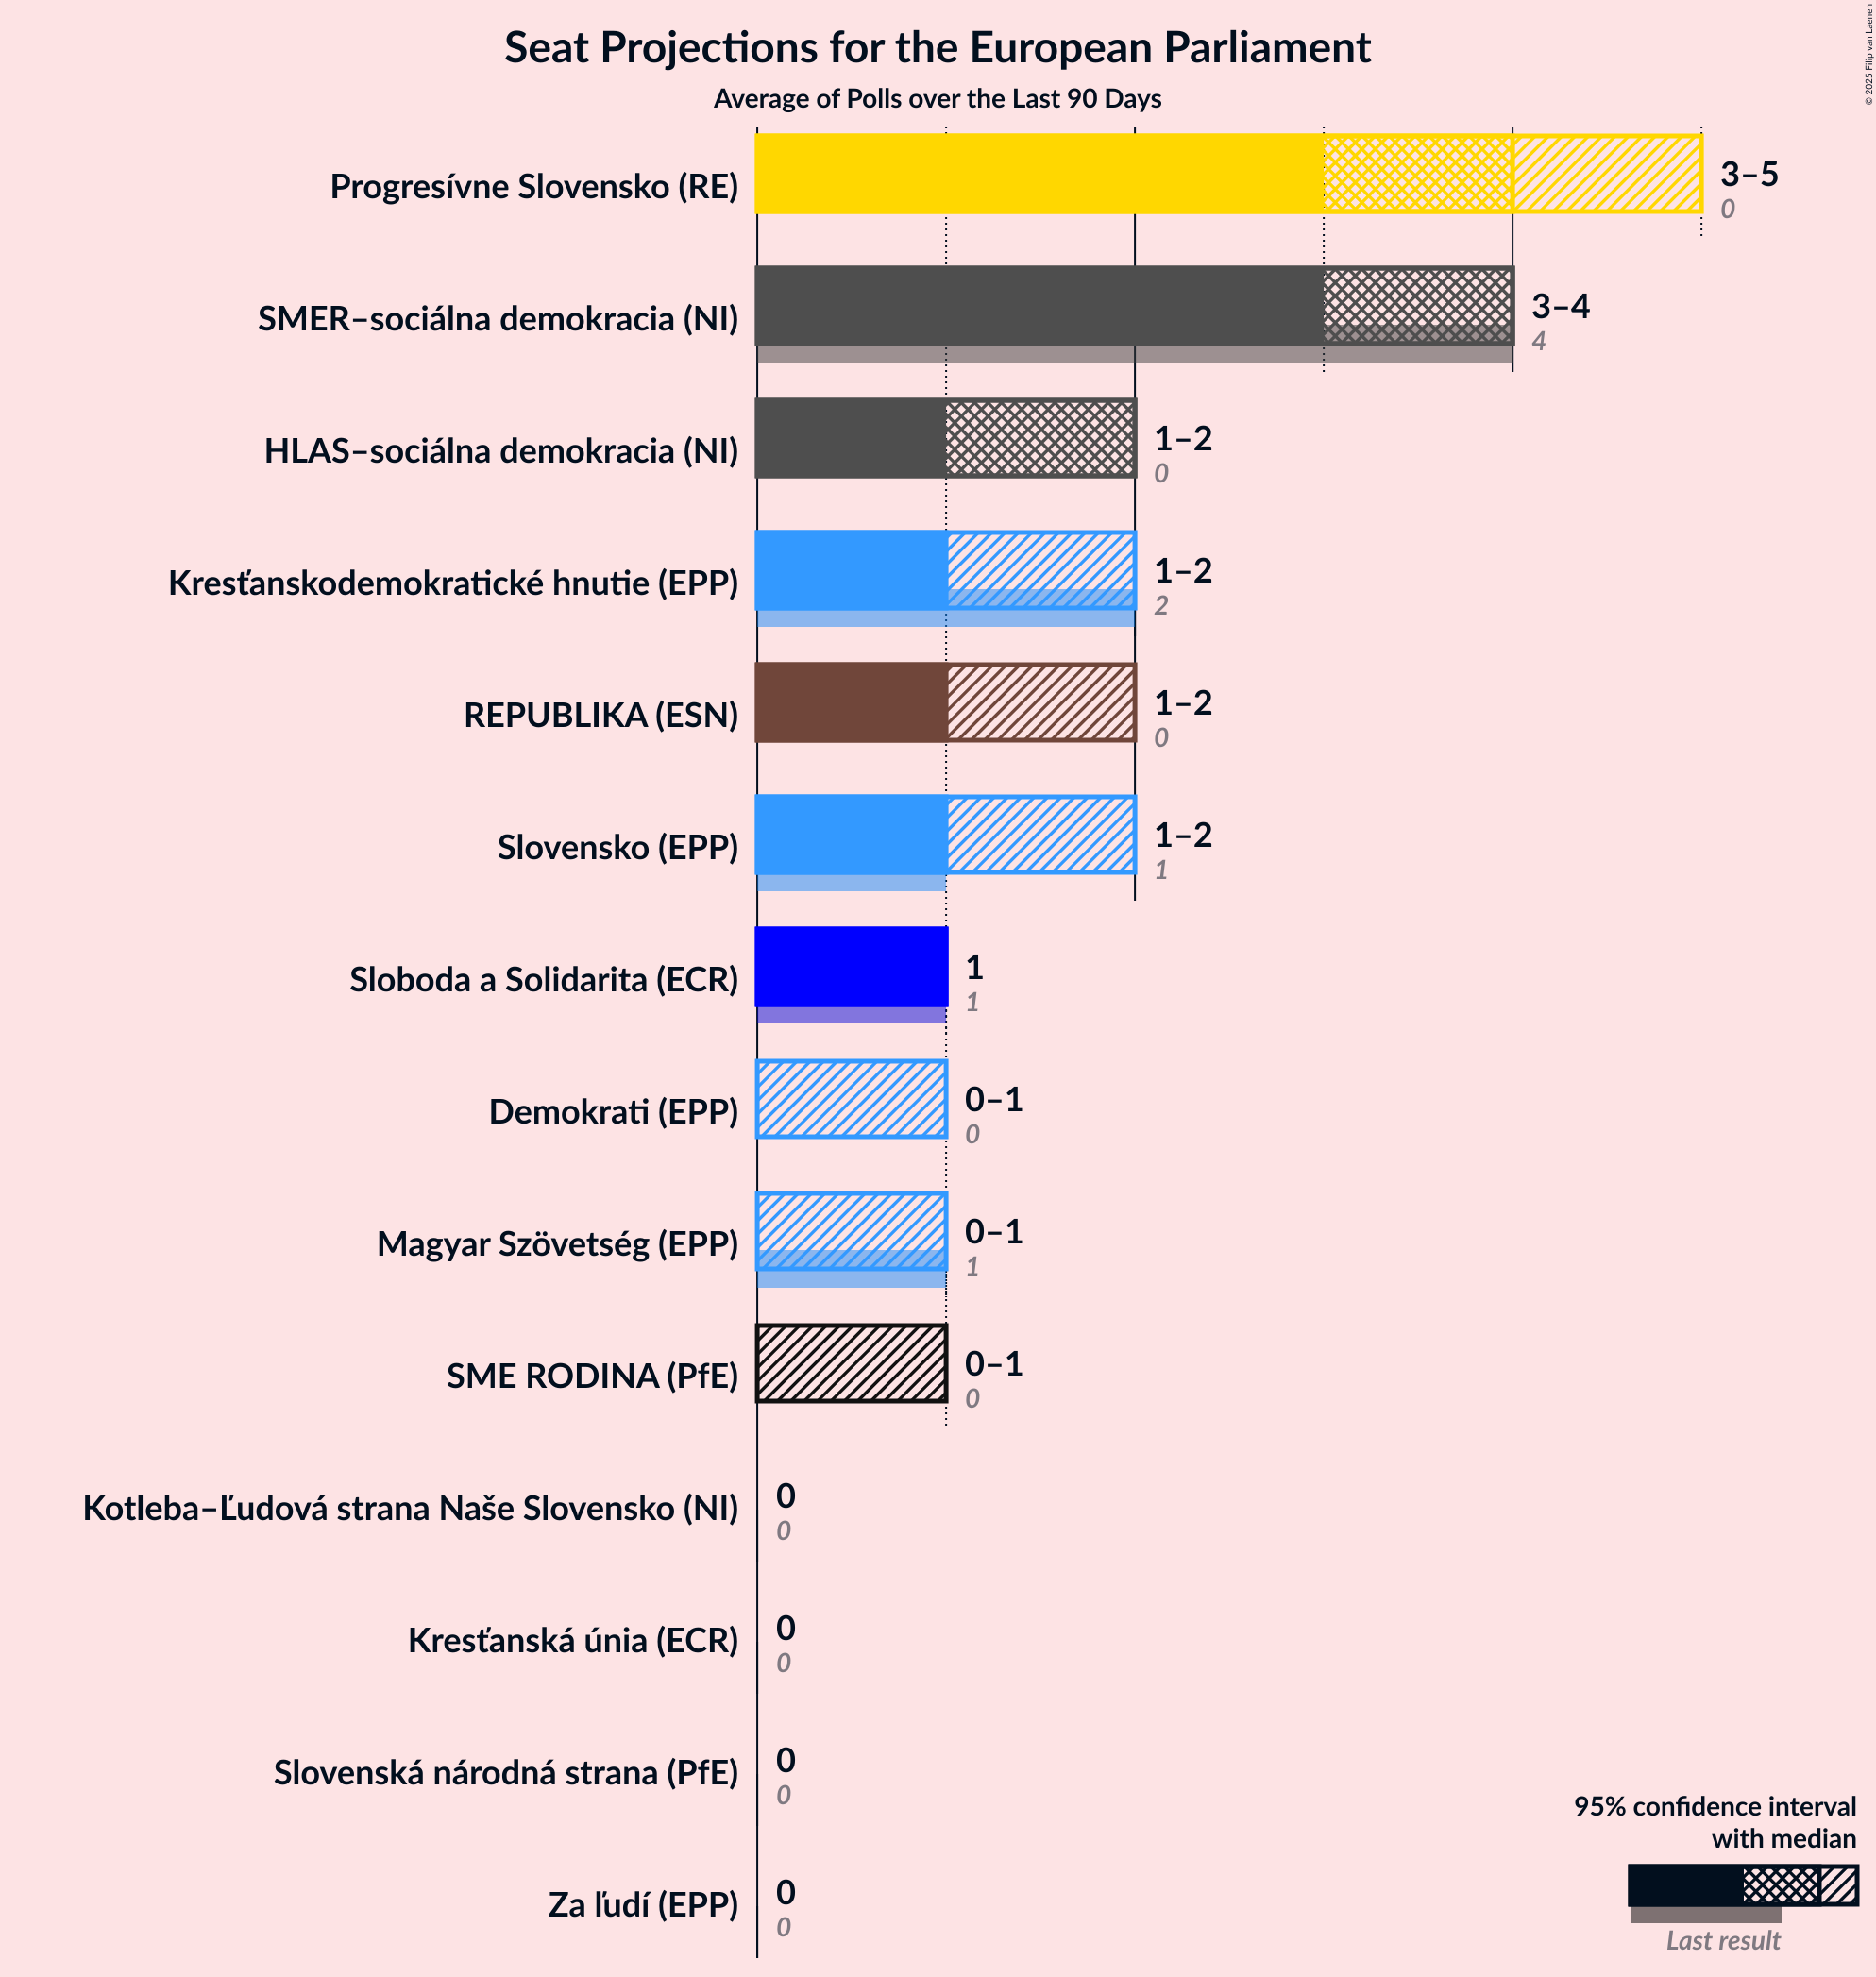 Seat Projections for the European Parliament
Average of Polls over the Last 90 Days
© 2025 Filip van Laenen
Progresívne Slovensko (RE)
3–5
0
SMER–sociálna demokracia (NI)
3–4
4
HLAS–sociálna demokracia (NI)
1–2
0
Kresťanskodemokratické hnutie (EPP)
1–2
2
REPUBLIKA (ESN)
1–2
0
Slovensko (EPP)
1–2
1
Sloboda a Solidarita (ECR)
1
1
Demokrati (EPP)
0–1
0
Magyar Szövetség (EPP)
0–1
1
SME RODINA (PfE)
0–1
0
Kotleba–Ľudová strana Naše Slovensko (NI)
0
0
Kresťanská únia (ECR)
0
0
Slovenská národná strana (PfE)
0
0
Za ľudí (EPP)
0
0
95% confidence interval
with median
Last result